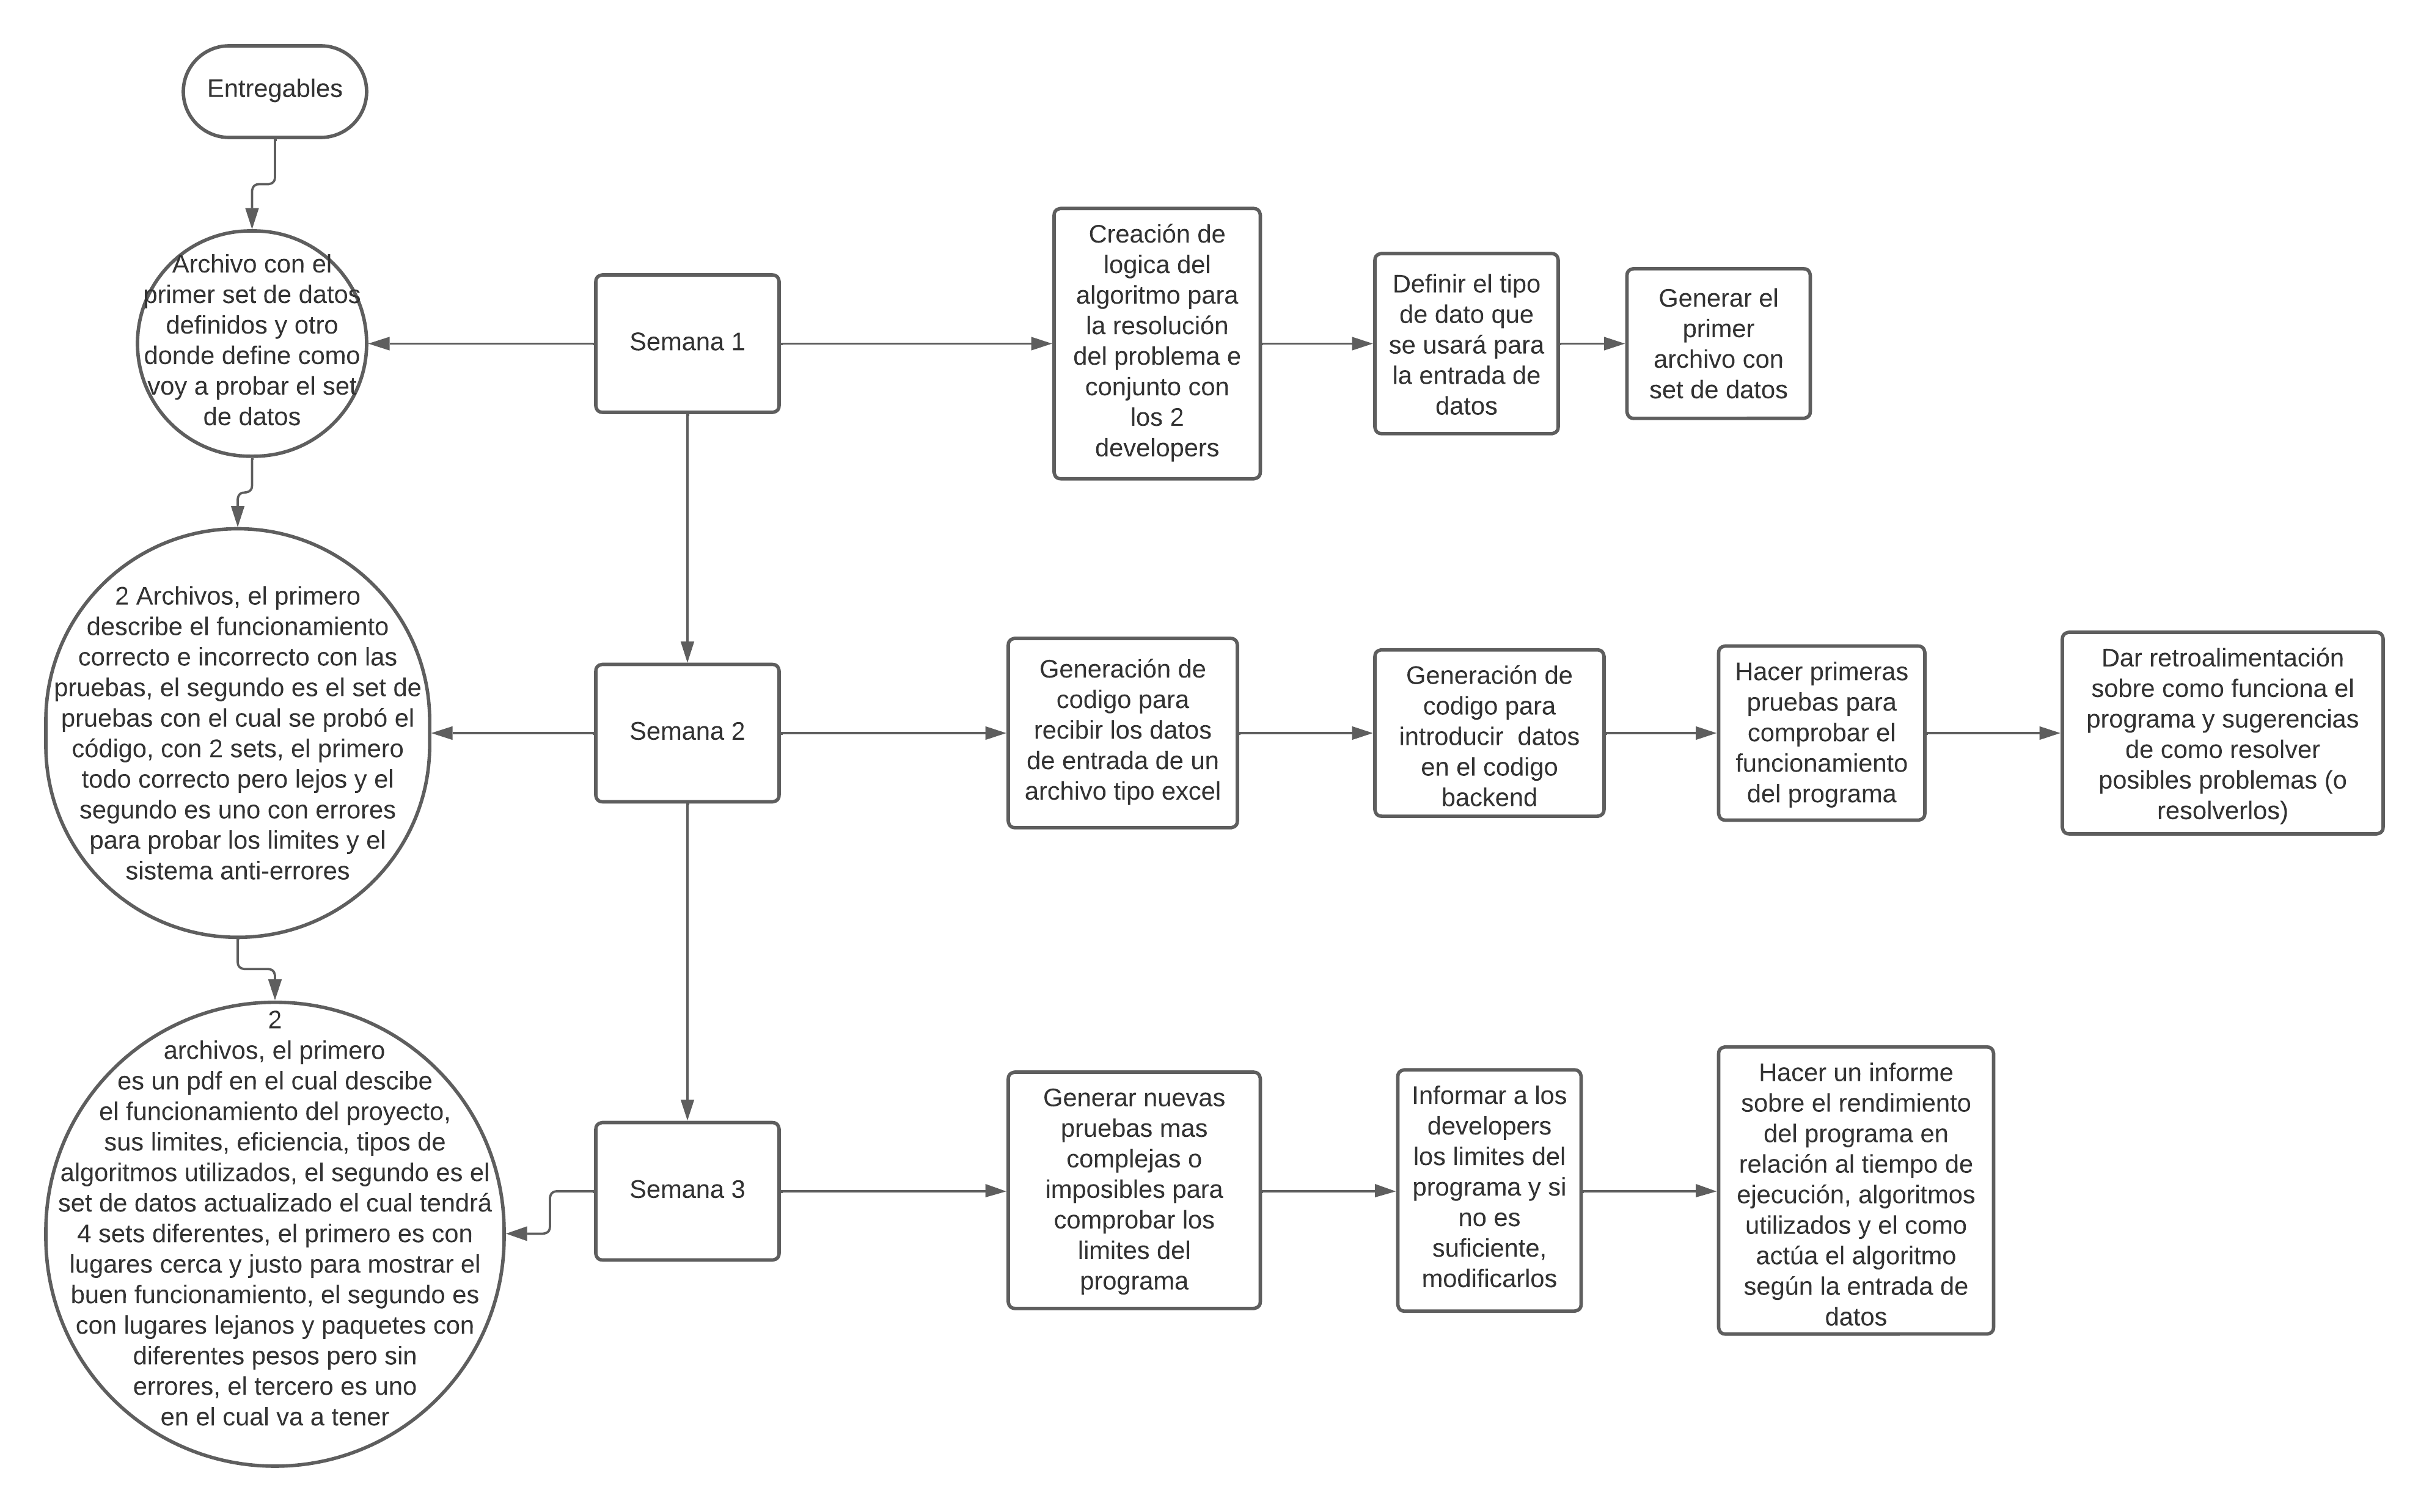 Entregables
Archivo con el
primer set de datos
definidos y otro
donde define como
voy a probar el set
de datos
Semana 1
Creación de
logica del
algoritmo para
la resolución
del problema e
conjunto con
los 2
developers
Definir el tipo
de dato que
se usará para
la entrada de
datos
Generar el
primer
archivo con
set de datos
2 Archivos, el primero
describe el funcionamiento
correcto e incorrecto con las
pruebas, el segundo es el set de
pruebas con el cual se probó el
código, con 2 sets, el primero
todo correcto pero lejos y el
segundo es uno con errores
para probar los limites y el
sistema anti-errores
Semana 2
Generación de
codigo para
recibir los datos
de entrada de un
archivo tipo excel
Generación de
codigo para
introducir  datos
en el codigo
backend
Hacer primeras
pruebas para
comprobar el
funcionamiento
del programa
Dar retroalimentación
sobre como funciona el
programa y sugerencias
de como resolver
posibles problemas (o
resolverlos)
2
archivos, el primero
es un pdf en el cual descibe
el funcionamiento del proyecto,
sus limites, eficiencia, tipos de
algoritmos utilizados, el segundo es el
set de datos actualizado el cual tendrá
4 sets diferentes, el primero es con
lugares cerca y justo para mostrar el
buen funcionamiento, el segundo es
con lugares lejanos y paquetes con
diferentes pesos pero sin
errores, el tercero es uno
en el cual va a tener
Semana 3
Generar nuevas
pruebas mas
complejas o
imposibles para
comprobar los
limites del
programa
Informar a los
developers
los limites del
programa y si
no es
suficiente,
modificarlos
Hacer un informe
sobre el rendimiento
del programa en
relación al tiempo de
ejecución, algoritmos
utilizados y el como
actúa el algoritmo
según la entrada de
datos